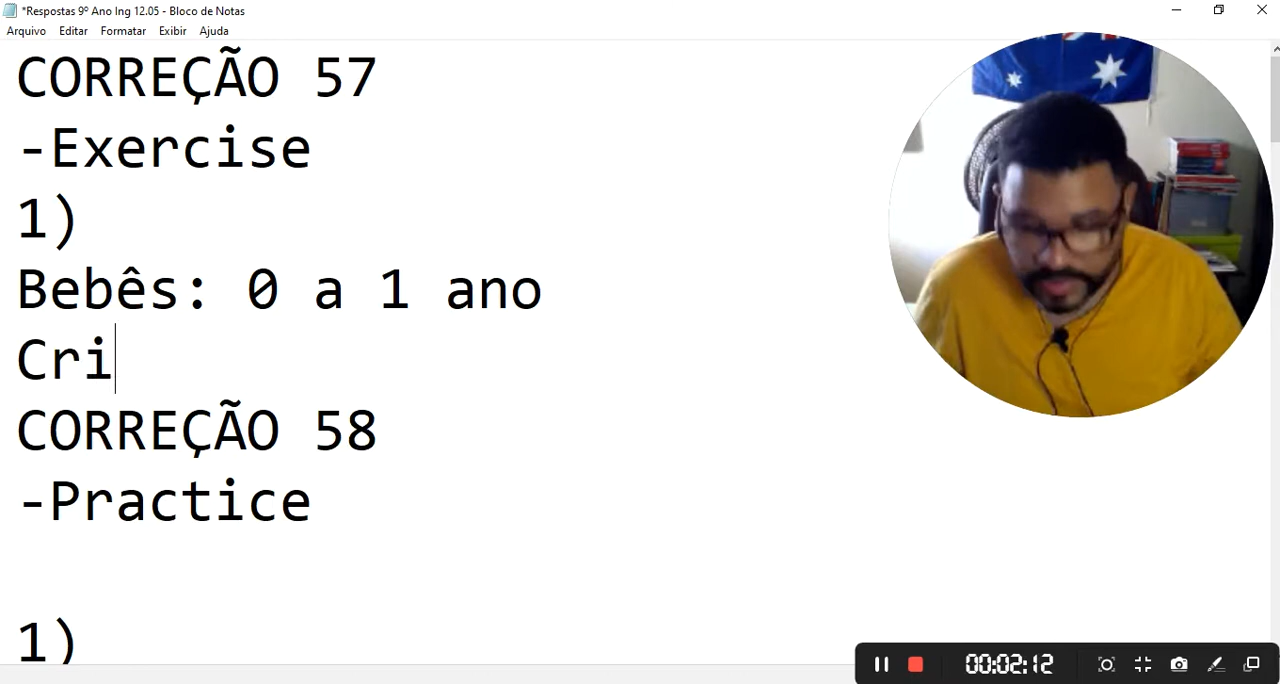 *Respostas 9º Ano Ing 12.05 - Bloco de Notas
Arquivo Editar Formatar Exibir Ajuda
CORREÇÃO 57
-Exercise
1)
Bebês: 0 a 1 ano
Cri
CORREÇÃO 58
-Practice
1)
00:02:12